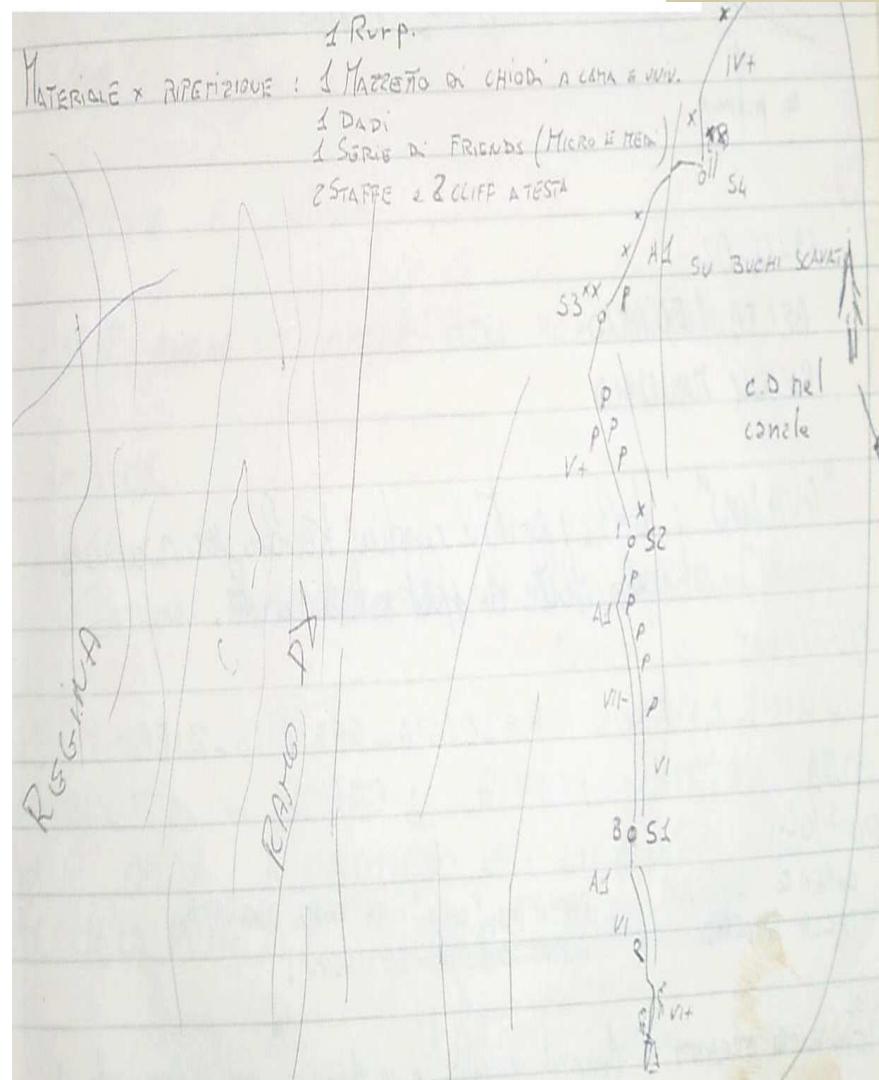 1 Rurp.
MATERIALE x RIPETIZIONE : 1 MAZZETTO DI CHIODI A LAMA E UNIV.
1 DADI
1 SERIE DI FRIENDS (MICRO E MEDI)
2 STAFFE e 2 CLIFF A TESTA
x
IV+
x
S4
x
x A1 SU BUCHI SCAVATI
S3 xx P
P
P P
V+ P
C.D nel
canale
x
S2
P
A1 P
P
P
VII- P
VI
B S1
A1
VI
VI+
REGINA
RAMO DX